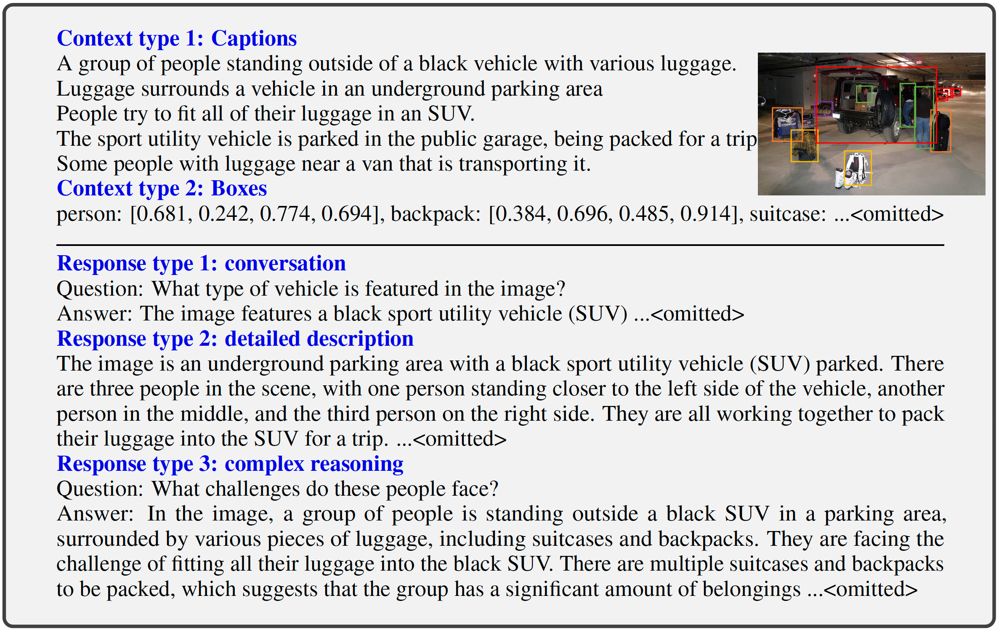 Context type 1: Captions
A group of people standing outside of a black vehicle with various luggage.
Luggage surrounds a vehicle in an underground parking area
People try to fit all of their luggage in an SUV.
The sport utility vehicle is parked in the public garage, being packed for a trip
Some people with luggage near a van that is transporting it.
Context type 2: Boxes
person: [0.681, 0.242, 0.774, 0.694], backpack: [0.384, 0.696, 0.485, 0.914], suitcase: ...<omitted>
Response type 1: conversation
Question: What type of vehicle is featured in the image?
Answer: The image features a black sport utility vehicle (SUV) ...<omitted>
Response type 2: detailed description
The image is an underground parking area with a black sport utility vehicle (SUV) parked. There
are three people in the scene, with one person standing closer to the left side of the vehicle, another
person in the middle, and the third person on the right side. They are all working together to pack
their luggage into the SUV for a trip. ...<omitted>
Response type 3: complex reasoning
Question: What challenges do these people face?
Answer: In the image, a group of people is standing outside a black SUV in a parking area,
surrounded by various pieces of luggage, including suitcases and backpacks. They are facing the
challenge of fitting all their luggage into the black SUV. There are multiple suitcases and backpacks
to be packed, which suggests that the group has a significant amount of belongings ...<omitted>